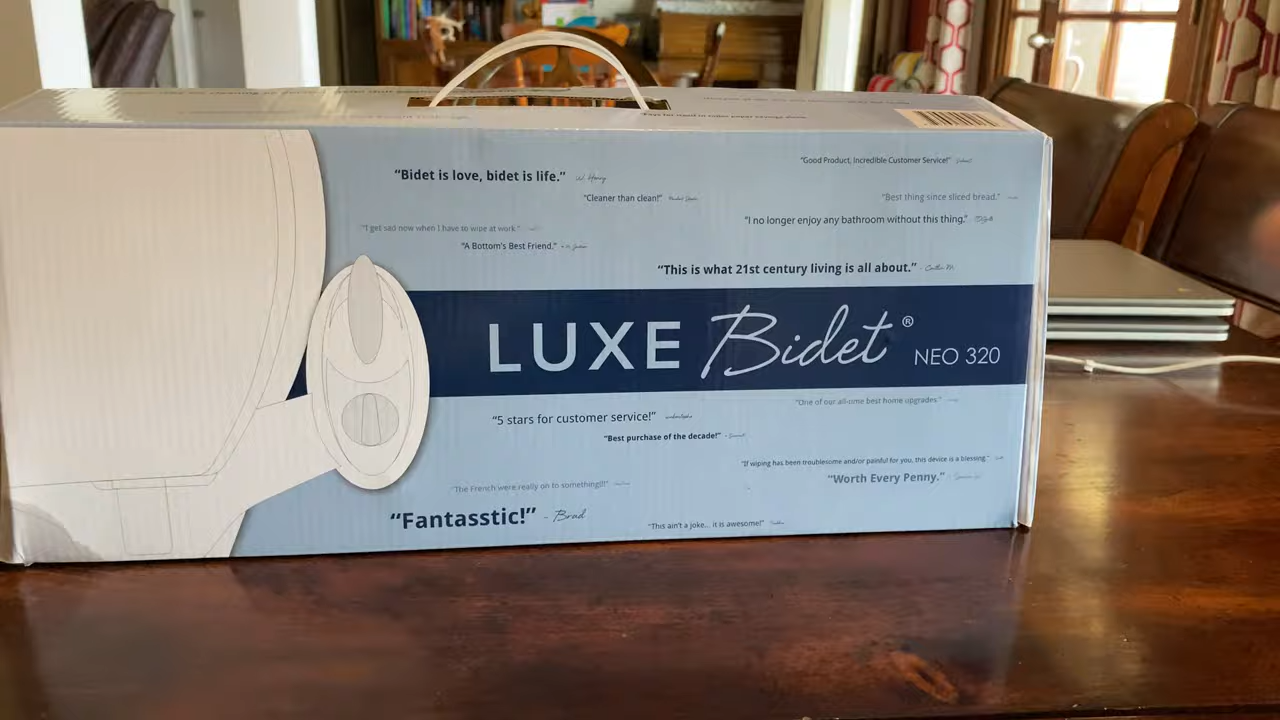 "Good Product, Incredible Customer Service!"
"Bidet is love, bidet is life." W. Henry
"Cleaner than clean!"
"Best thing since sliced bread."
"I no longer enjoy any bathroom without this thing."
"I get sad now when I have to wipe at work."
"A Bottom's Best Friend."
"This is what 21st century living is all about." - Caitlin M.
LUXE Bidet ® NEO 320
"One of our all-time best home upgrades."
"5 stars for customer service!"
"Best purchase of the decade!"
"If wiping has been troublesome and/or painful for you, this device is a blessing."
"Worth Every Penny."
"The French were really on to something!!!"
"Fantasstic!" - Brad
"This ain't a joke... it is awesome!"